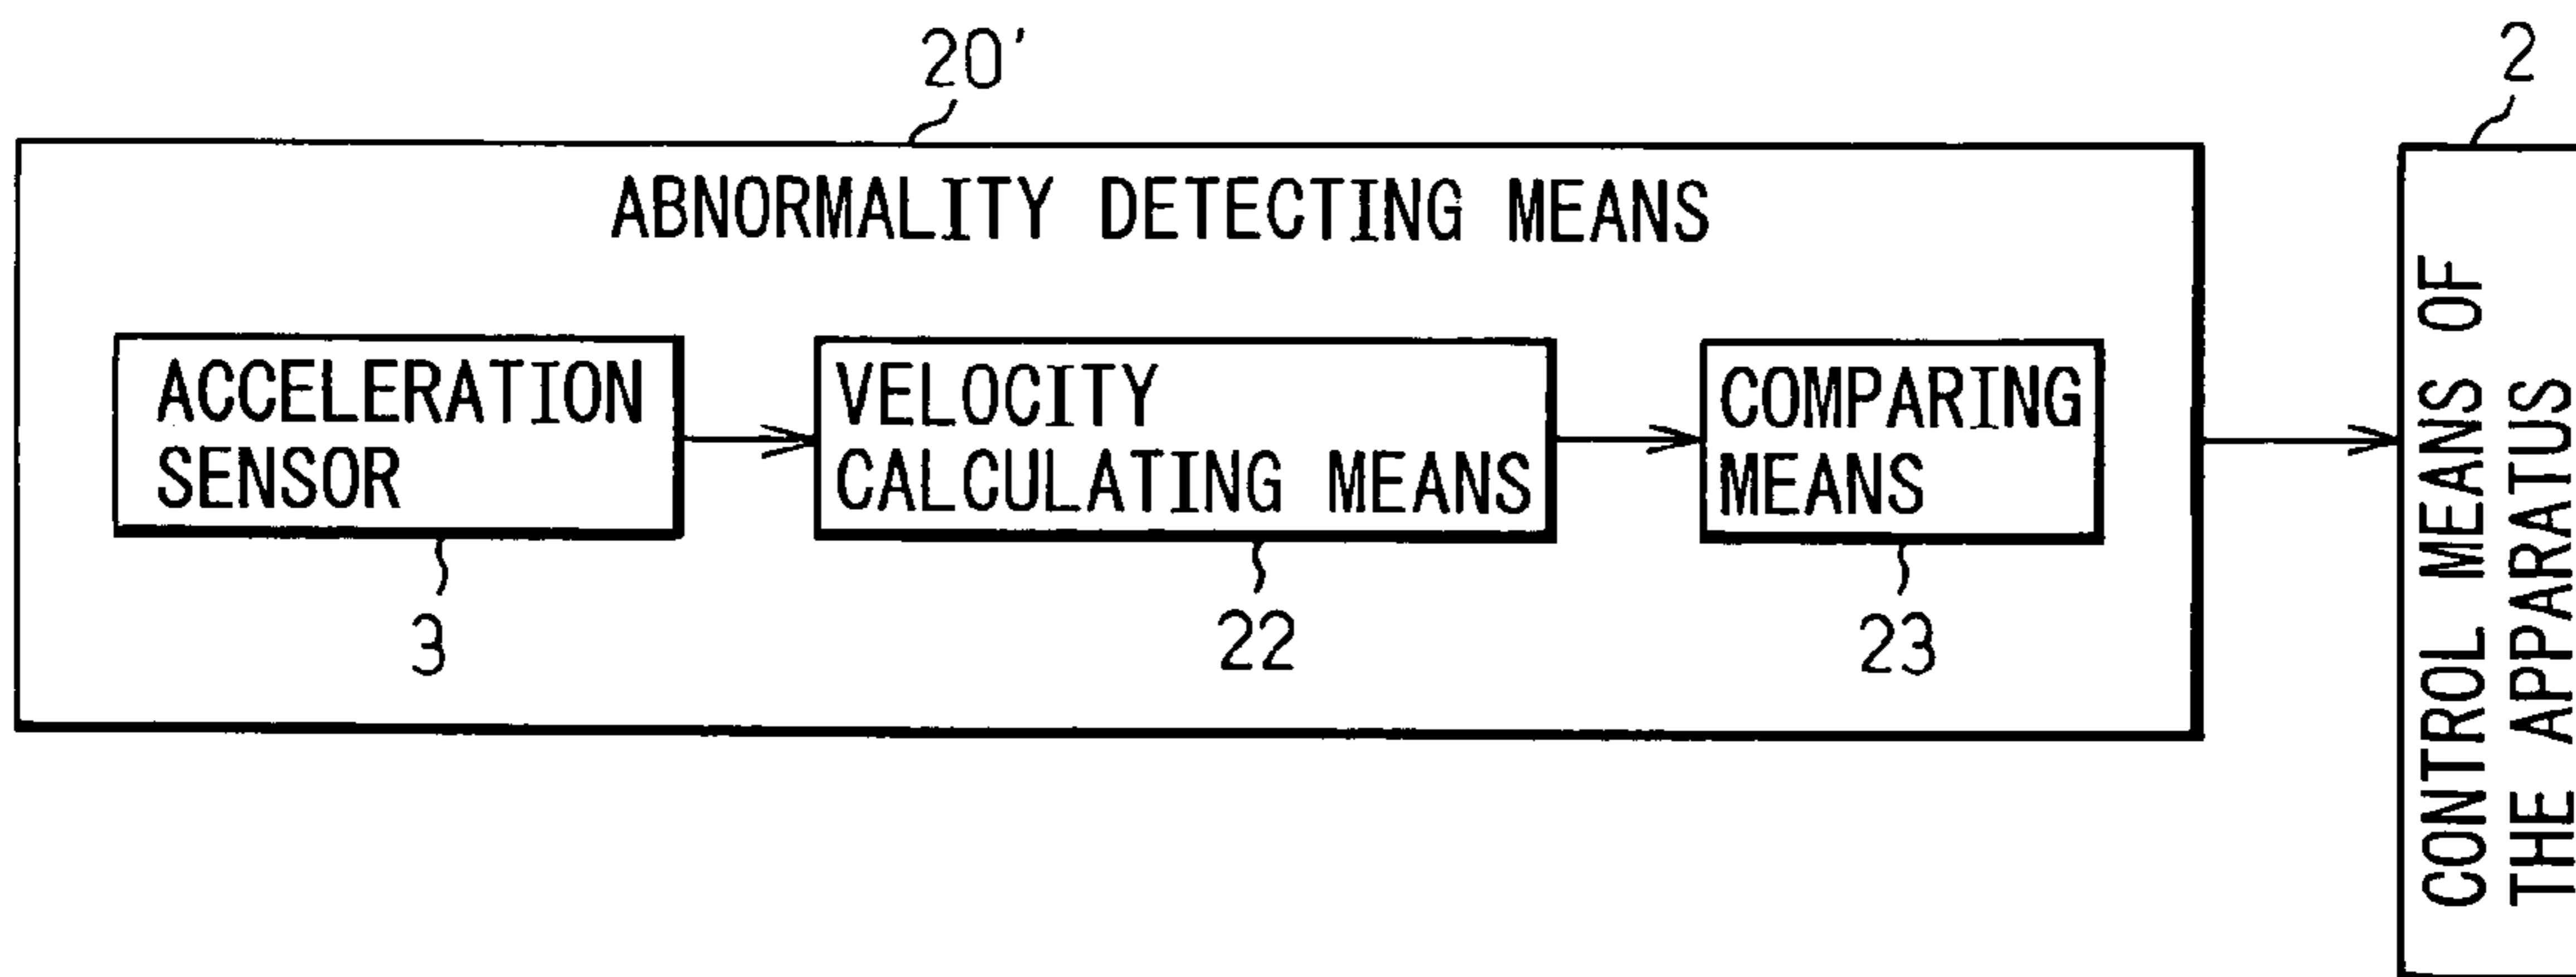 20'
2
ABNORMALITY DETECTING MEANS
ACCELERATION
SENSOR
VELOCITY
CALCULATING MEANS
COMPARING
MEANS
3
22
23
CONTROL MEANS OF
THE APPARATUS